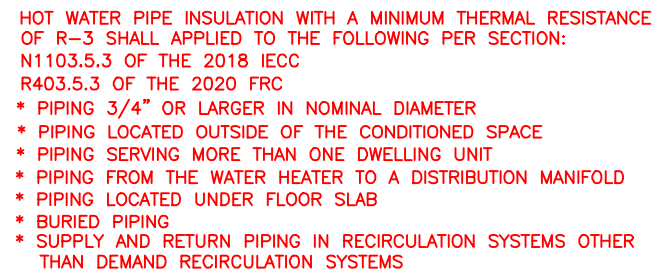 HOT WATER PIPE INSULATION WITH A MINIMUM THERMAL RESISTANCE
OF R-3 SHALL APPLIED TO THE FOLLOWING PER SECTION:
N1103.5.3 OF THE 2018 IECC
R403.5.3 OF THE 2020 FRC
* PIPING 3/4" OR LARGER IN NOMINAL DIAMETER
* PIPING LOCATED OUTSIDE OF THE CONDITIONED SPACE
* PIPING SERVING MORE THAN ONE DWELLING UNIT
* PIPING FROM THE WATER HEATER TO A DISTRIBUTION MANIFOLD
* PIPING LOCATED UNDER FLOOR SLAB
* BURIED PIPING
* SUPPLY AND RETURN PIPING IN RECIRCULATION SYSTEMS OTHER
THAN DEMAND RECIRCULATION SYSTEMS